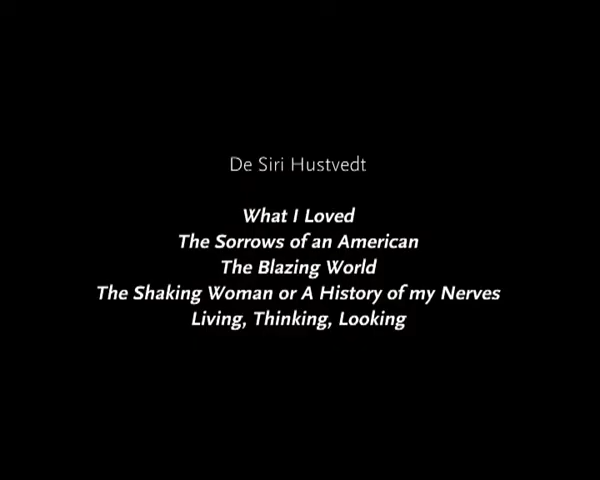 De Siri Hustvedt
What I Loved
The Sorrows of an American
The Blazing World
The Shaking Woman or A History of my Nerves
Living, Thinking, Looking